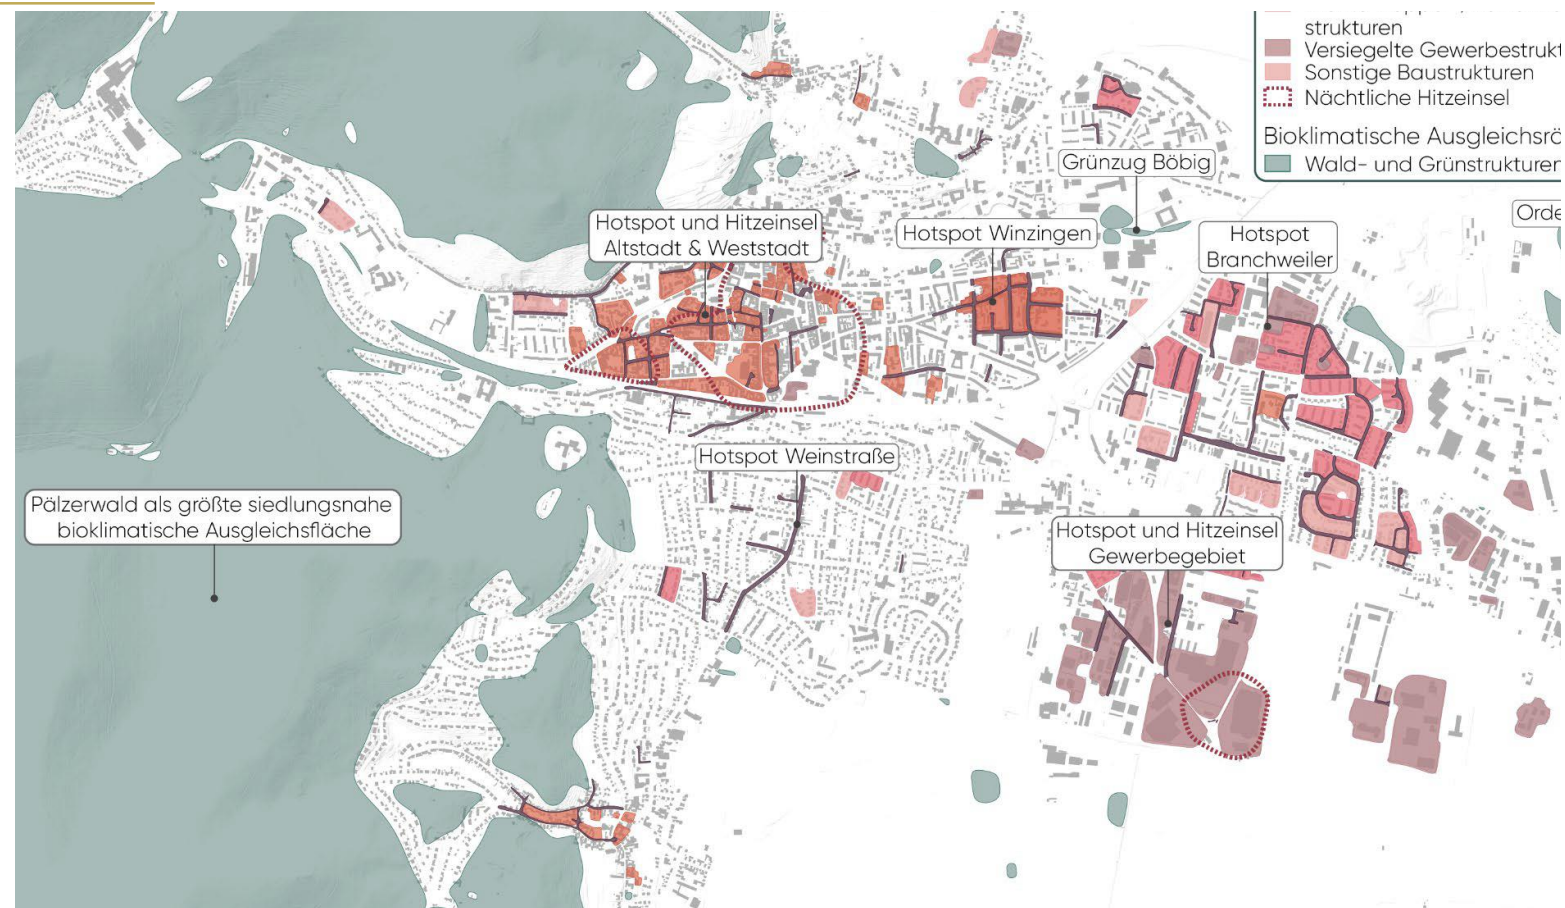 strukturen
Versiegelte Gewerbestrukt
Sonstige Baustrukturen
Nächtliche Hitzeinsel
Bioklimatische Ausgleichsrä
Wald- und Grünstrukturen
Grünzug Böbig
Orde
Hotspot und Hitzeinsel
Altstadt & Weststadt
Hotspot Winzingen
Hotspot
Branchweiler
Hotspot Weinstraße
Pälzerwald als größte siedlungsnahe
bioklimatische Ausgleichsfläche
Hotspot und Hitzeinsel
Gewerbegebiet